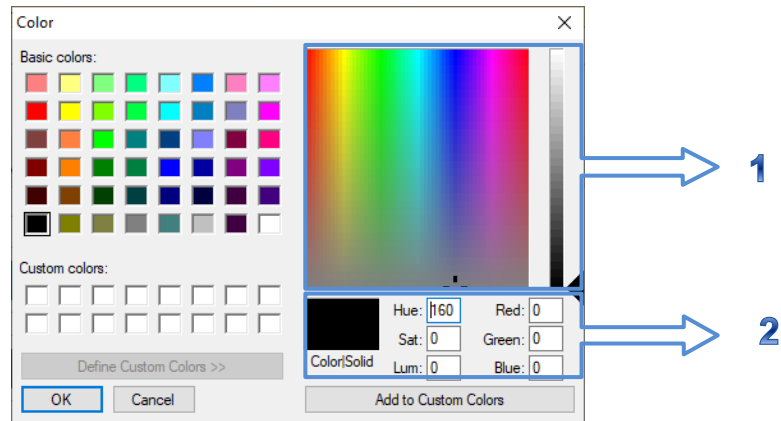 Color
Basic colors:
1
Custom colors:
Hue: 160 Red: 0
Sat: 0 Green: 0
2
Color|Solid Lum: 0 Blue: 0
Define Custom Colors >>
OK Cancel Add to Custom Colors